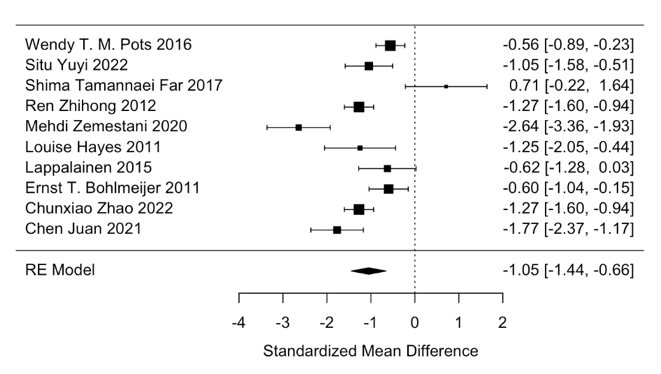 Wendy T. M. Pots 2016 -0.56 [-0.89, -0.23]
Situ Yuyi 2022 -1.05 [-1.58, -0.51]
Shima Tamannaei Far 2017 0.71 [-0.22, 1.64]
Ren Zhihong 2012 -1.27 [-1.60, -0.94]
Mehdi Zemestani 2020 -2.64 [-3.36, -1.93]
Louise Hayes 2011 -1.25 [-2.05, -0.44]
Lappalainen 2015 -0.62 [-1.28, 0.03]
Ernst T. Bohlmeijer 2011 -0.60 [-1.04, -0.15]
Chunxiao Zhao 2022 -1.27 [-1.60, -0.94]
Chen Juan 2021 -1.77 [-2.37, -1.17]
RE Model -1.05 [-1.44, -0.66]
-4 -3 -2 -1 0 1 2
Standardized Mean Difference